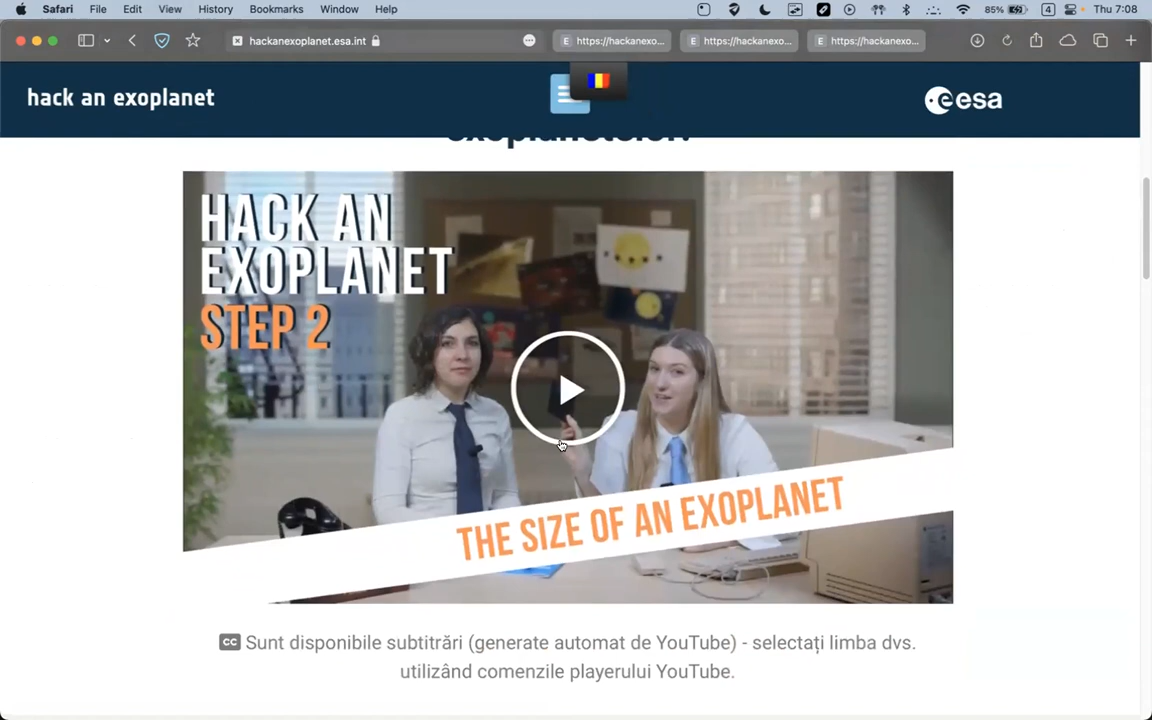 Safari File Edit View History Bookmarks Window Help 85% 4 Thu 7:08
hackanexoplanet.esa.int E https://hackanexo... E https://hackanexo... E https://hackanexo...
hack an exoplanet esa
HACK AN
EXOPLANET
STEP 2
THE SIZE OF AN EXOPLANET
CC Sunt disponibile subtitrări (generate automat de YouTube) - selectați limba dvs.
utilizând comenzile playerului YouTube.